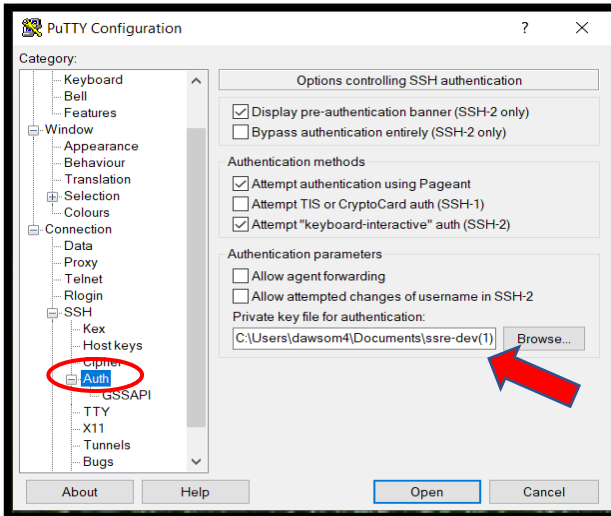 PuTTY Configuration
?
Category:
Keyboard
Bell
Features
Window
Appearance
Behaviour
Translation
Selection
Colours
Connection
Data
Proxy
Telnet
Rlogin
SSH
Kex
Host keys
Cipher
Auth
GSSAPI
TTY
X11
Tunnels
Bugs
Options controlling SSH authentication
Display pre-authentication banner (SSH-2 only)
Bypass authentication entirely (SSH-2 only)
Authentication methods
Attempt authentication using Pageant
Attempt TIS or CryptoCard auth (SSH-1)
Attempt "keyboard-interactive" auth (SSH-2)
Authentication parameters
Allow agent forwarding
Allow attempted changes of username in SSH-2
Private key file for authentication:
C:\Users\dawsom4\Documents\ssre-dev(1)
Browse...
About
Help
Open
Cancel